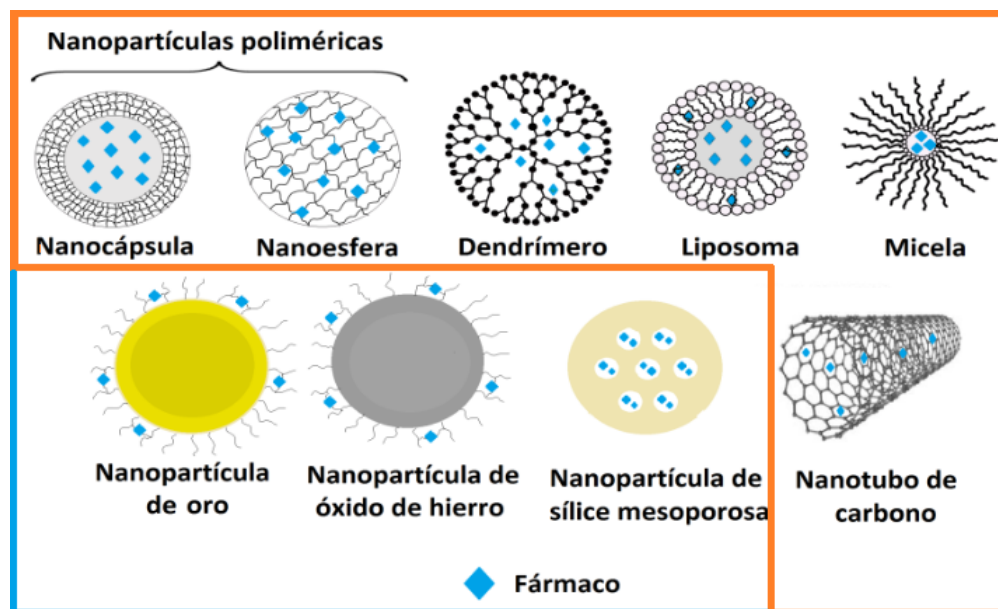 Nanopartículas poliméricas
Nanocápsula
Nanoesfera
Dendrímero
Liposoma
Micela
Nanopartícula
de oro
Nanopartícula de
óxido de hierro
Nanopartícula de
sílice mesoporosa
Nanotubo de
carbono
Fármaco